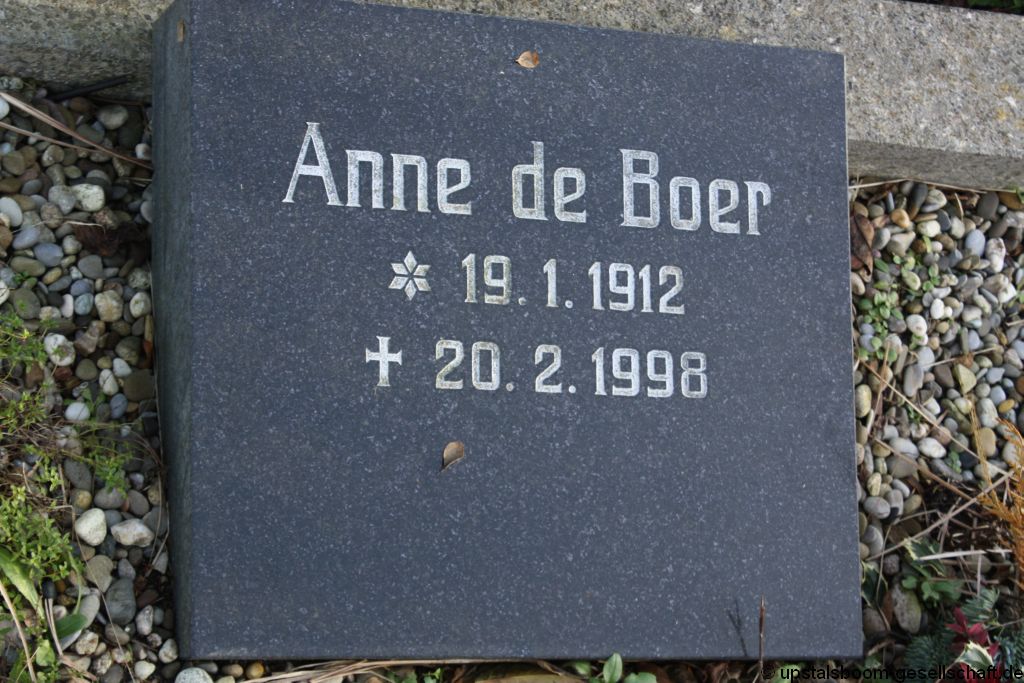 Anne de Boer
* 19. 1. 1912
† 20. 2. 1998
© upstalsboom-gesellschaft.de